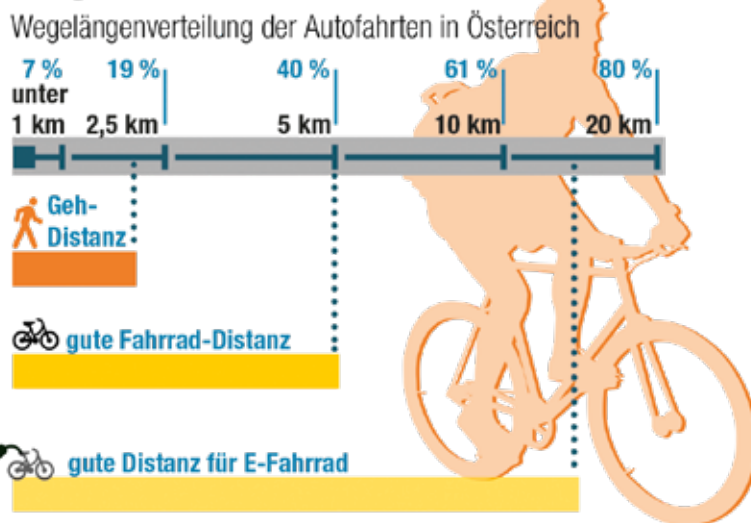 Wegelängenverteilung der Autofahrten in Österreich
7 % 19 % 40 % 61 % 80 %
unter
1 km 2,5 km 5 km 10 km 20 km
Geh-
Distanz
gute Fahrrad-Distanz
gute Distanz für E-Fahrrad